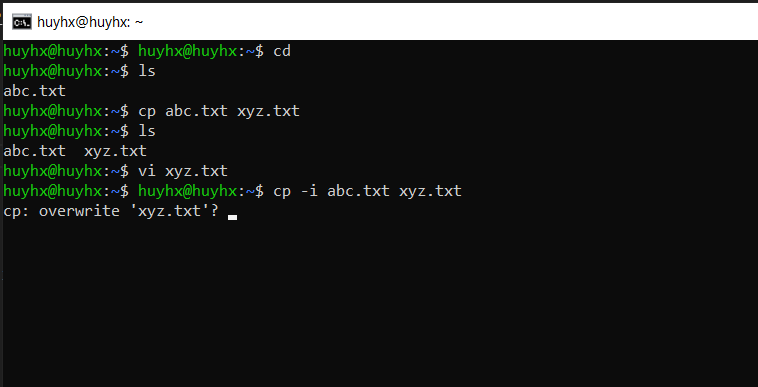 huyhx@huyhx: ~
huyhx@huyhx:~$ huyhx@huyhx:~$ cd
huyhx@huyhx:~$ ls
abc.txt
huyhx@huyhx:~$ cp abc.txt xyz.txt
huyhx@huyhx:~$ ls
abc.txt  xyz.txt
huyhx@huyhx:~$ vi xyz.txt
huyhx@huyhx:~$ huyhx@huyhx:~$ cp -i abc.txt xyz.txt
cp: overwrite 'xyz.txt'?